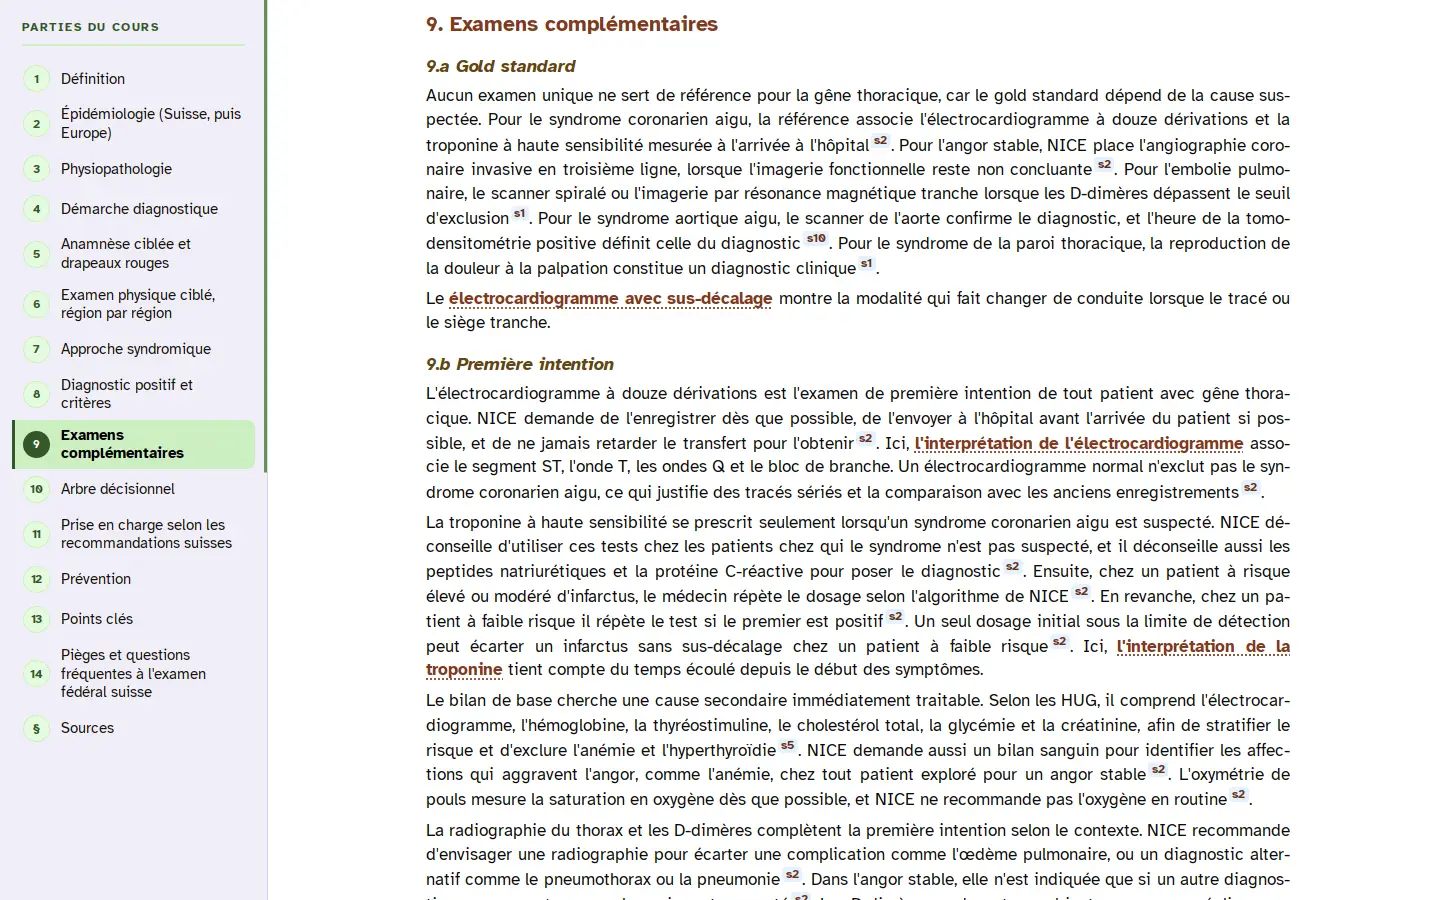 PARTIES DU COURS
1 Définition
2 Épidémiologie (Suisse, puis
Europe)
3 Physiopathologie
4 Démarche diagnostique
5 Anamnèse ciblée et
drapeaux rouges
6 Examen physique ciblé,
région par région
7 Approche syndromique
8 Diagnostic positif et
critères
9 Examens
complémentaires
10 Arbre décisionnel
11 Prise en charge selon les
recommandations suisses
12 Prévention
13 Points clés
14 Pièges et questions
fréquentes à l'examen
fédéral suisse
§ Sources
9. Examens complémentaires
9.a Gold standard
Aucun examen unique ne sert de référence pour la gêne thoracique, car le gold standard dépend de la cause sus-
pectée. Pour le syndrome coronarien aigu, la référence associe l'électrocardiogramme à douze dérivations et la
troponine à haute sensibilité mesurée à l'arrivée à l'hôpital s2. Pour l'angor stable, NICE place l'angiographie coro-
naire invasive en troisième ligne, lorsque l'imagerie fonctionnelle reste non concluante s2. Pour l'embolie pulmo-
naire, le scanner spiralé ou l'imagerie par résonance magnétique tranche lorsque les D-dimères dépassent le seuil
d'exclusion s1. Pour le syndrome aortique aigu, le scanner de l'aorte confirme le diagnostic, et l'heure de la tomo-
densitométrie positive définit celle du diagnostic s10. Pour le syndrome de la paroi thoracique, la reproduction de
la douleur à la palpation constitue un diagnostic clinique s1.
Le électrocardiogramme avec sus-décalage montre la modalité qui fait changer de conduite lorsque le tracé ou
le siège tranche.
9.b Première intention
L'électrocardiogramme à douze dérivations est l'examen de première intention de tout patient avec gêne thora-
cique. NICE demande de l'enregistrer dès que possible, de l'envoyer à l'hôpital avant l'arrivée du patient si pos-
sible, et de ne jamais retarder le transfert pour l'obtenir s2. Ici, l'interprétation de l'électrocardiogramme asso-
cie le segment ST, l'onde T, les ondes Q et le bloc de branche. Un électrocardiogramme normal n'exclut pas le syn-
drome coronarien aigu, ce qui justifie des tracés sériés et la comparaison avec les anciens enregistrements s2.
La troponine à haute sensibilité se prescrit seulement lorsqu'un syndrome coronarien aigu est suspecté. NICE dé-
conseille d'utiliser ces tests chez les patients chez qui le syndrome n'est pas suspecté, et il déconseille aussi les
peptides natriurétiques et la protéine C-réactive pour poser le diagnostic s2. Ensuite, chez un patient à risque
élevé ou modéré d'infarctus, le médecin répète le dosage selon l'algorithme de NICE s2. En revanche, chez un pa-
tient à faible risque il répète le test si le premier est positif s2. Un seul dosage initial sous la limite de détection
peut écarter un infarctus sans sus-décalage chez un patient à faible risque s2. Ici, l'interprétation de la
troponine tient compte du temps écoulé depuis le début des symptômes.
Le bilan de base cherche une cause secondaire immédiatement traitable. Selon les HUG, il comprend l'électrocar-
diogramme, l'hémoglobine, la thyréostimuline, le cholestérol total, la glycémie et la créatinine, afin de stratifier le
risque et d'exclure l'anémie et l'hyperthyroïdie s5. NICE demande aussi un bilan sanguin pour identifier les affec-
tions qui aggravent l'angor, comme l'anémie, chez tout patient exploré pour un angor stable s2. L'oxymétrie de
pouls mesure la saturation en oxygène dès que possible, et NICE ne recommande pas l'oxygène en routine s2.
La radiographie du thorax et les D-dimères complètent la première intention selon le contexte. NICE recommande
d'envisager une radiographie pour écarter une complication comme l'œdème pulmonaire, ou un diagnostic alter-
natif comme le pneumothorax ou la pneumonie s2. Dans l'angor stable, elle n'est indiquée que si un autre diagnos-